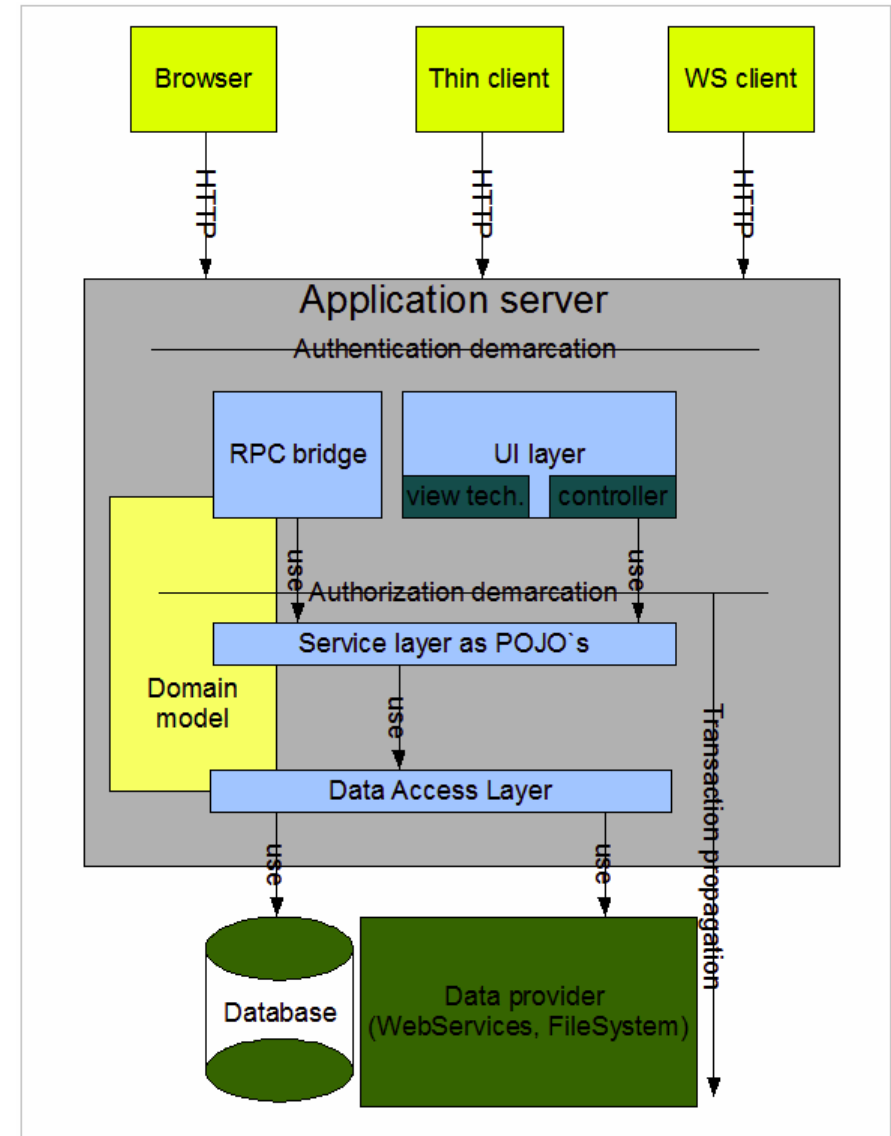 Browser
Thin client
WS client
HTTP
HTTP
HTTP
Application server
Authentication demarcation
RPC bridge
UI layer
view tech.
controller
use
use
Authorization demarcation
Service layer as POJO`s
Domain
model
use
Transaction propagation
Data Access Layer
use
use
Database
Data provider
(WebServices, FileSystem)